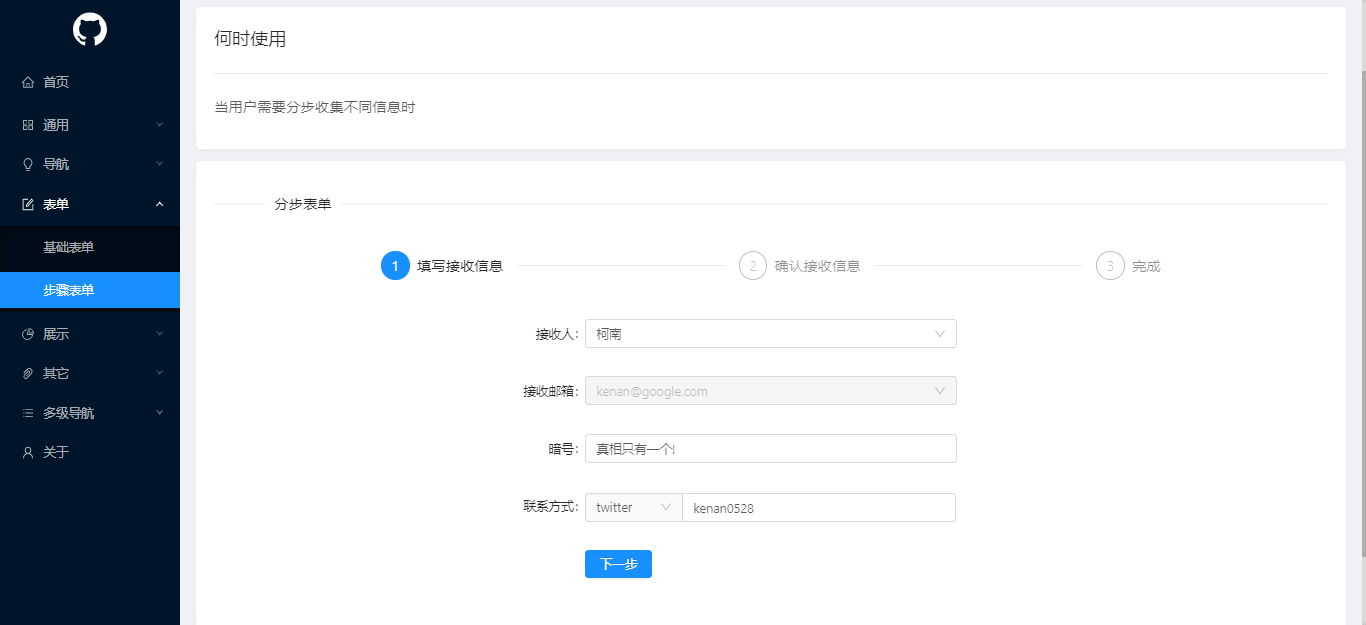 首页
通用
导航
表单
基础表单
步骤表单
展示
其它
多级导航
关于
何时使用
当用户需要分步收集不同信息时
分步表单
1 填写接收信息 2 确认接收信息 3 完成
接收人: 柯南
接收邮箱: kenan@google.com
暗号: 真相只有一个!
联系方式: twitter kenan0528
下一步